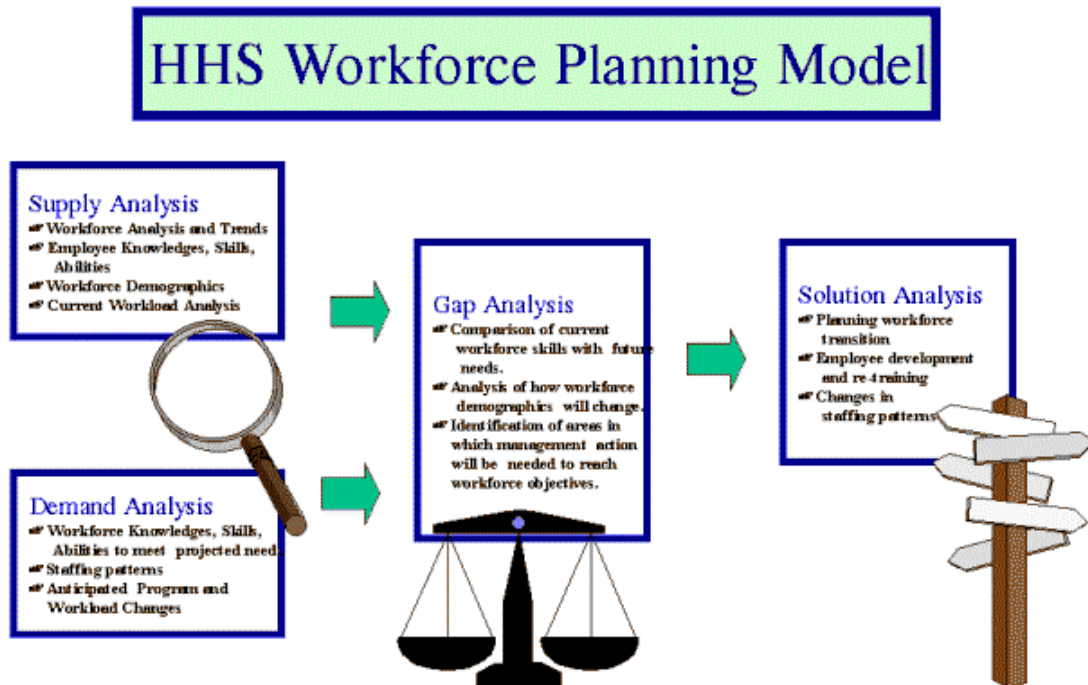 HHS Workforce Planning Model
Supply Analysis
Workforce Analysis and Trends
Employee Knowledges, Skills,
Abilities
Workforce Demographics
Current Workload Analysis
Demand Analysis
Workforce Knowledges, Skills,
Abilities to meet projected need.
Staffing patterns
Anticipated Program and
Workload Changes
Gap Analysis
Comparison of current
workforce skills with future
needs.
Analysis of how workforce
demographics will change.
Identification of areas in
which management action
will be needed to reach
workforce objectives.
Solution Analysis
Planning workforce
transition
Employee development
and re-training
Changes in
staffing patterns